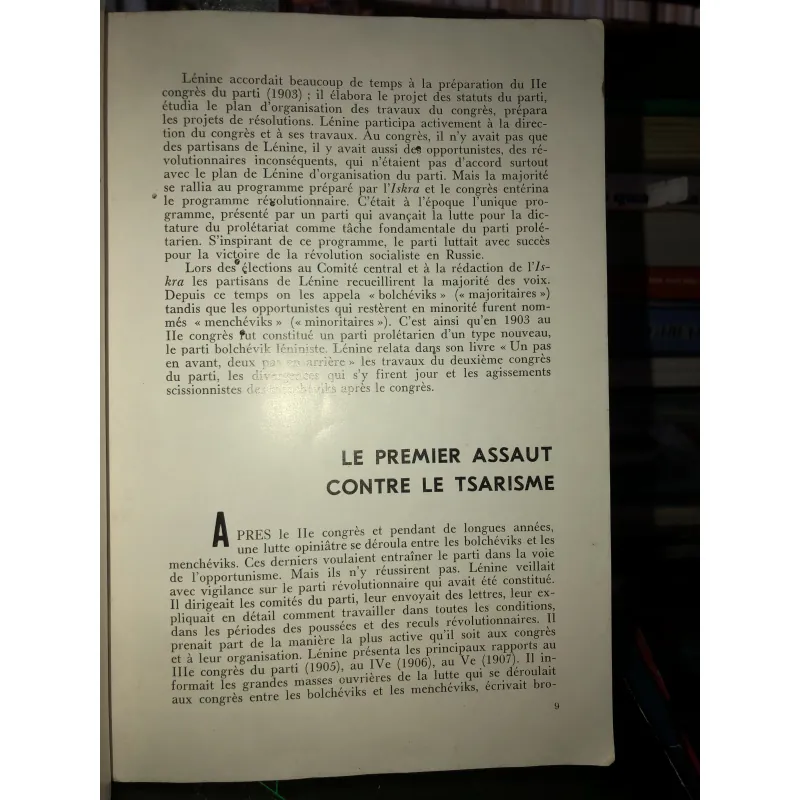 Lénine accordait beaucoup de temps à la préparation du IIe
congrès du parti (1903) ; il élabora le projet des statuts du parti,
étudia le plan d'organisation des travaux du congrès, prépara
les projets de résolutions. Lénine participa activement à la direc-
tion du congrès et à ses travaux. Au congrès, il n'y avait pas que
des partisans de Lénine, il y avait aussi des opportunistes, des ré-
volutionnaires inconséquents, qui n'étaient pas d'accord surtout
avec le plan de Lénine d'organisation du parti. Mais la majorité
se rallia au programme préparé par l'Iskra et le congrès entérina
le programme révolutionnaire. C'était à l'époque l'unique pro-
gramme, présenté par un parti qui avançait la lutte pour la dic-
tature du prolétariat comme tâche fondamentale du parti prolé-
tarien. S'inspirant de ce programme, le parti luttait avec succès
pour la victoire de la révolution socialiste en Russie.
Lors des élections au Comité central et à la rédaction de l'Is-
kra les partisans de Lénine recueillirent la majorité des voix.
Depuis ce temps on les appela « bolchéviks » (« majoritaires »)
tandis que les opportunistes qui restèrent en minorité furent nom-
més « menchéviks » (« minoritaires »). C'est ainsi qu'en 1903 au
IIe congrès fut constitué un parti prolétarien d'un type nouveau,
le parti bolchévik léniniste. Lénine relata dans son livre « Un pas
en avant, deux pas en arrière » les travaux du deuxième congrès
du parti, les divergences qui s'y firent jour et les agissements
scissionnistes des menchéviks après le congrès.
LE PREMIER ASSAUT
CONTRE LE TSARISME
APRES le IIe congrès et pendant de longues années,
une lutte opiniâtre se déroula entre les bolchéviks et les
menchéviks. Ces derniers voulaient entraîner le parti dans la voie
de l'opportunisme. Mais ils n'y réussirent pas. Lénine veillait
avec vigilance sur le parti révolutionnaire qui avait été constitué.
Il dirigeait les comités du parti, leur envoyait des lettres, leur ex-
pliquait en détail comment travailler dans toutes les conditions,
dans les périodes des poussées et des reculs révolutionnaires. Il
prenait part de la manière la plus active qu'il soit aux congrès
et à leur organisation. Lénine présenta les principaux rapports au
IIIe congrès du parti (1905), au IVe (1906), au Ve (1907). Il in-
formait les grandes masses ouvrières de la lutte qui se déroulait
aux congrès entre les bolchéviks et les menchéviks, écrivait bro-
9